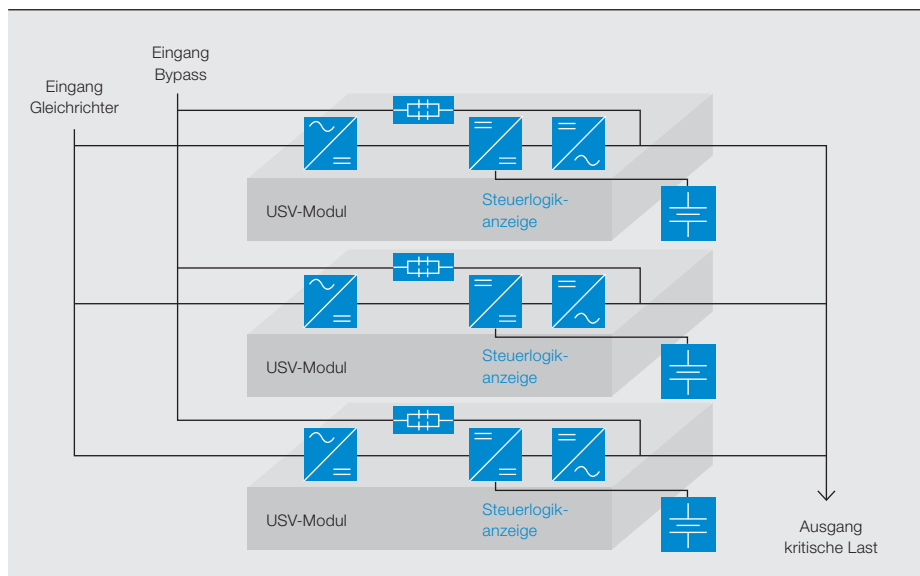 Eingang
Bypass
Eingang
Gleichrichter
USV-Modul
Steuerlogik-
anzeige
USV-Modul
Steuerlogik-
anzeige
USV-Modul
Steuerlogik-
anzeige
Ausgang
kritische Last